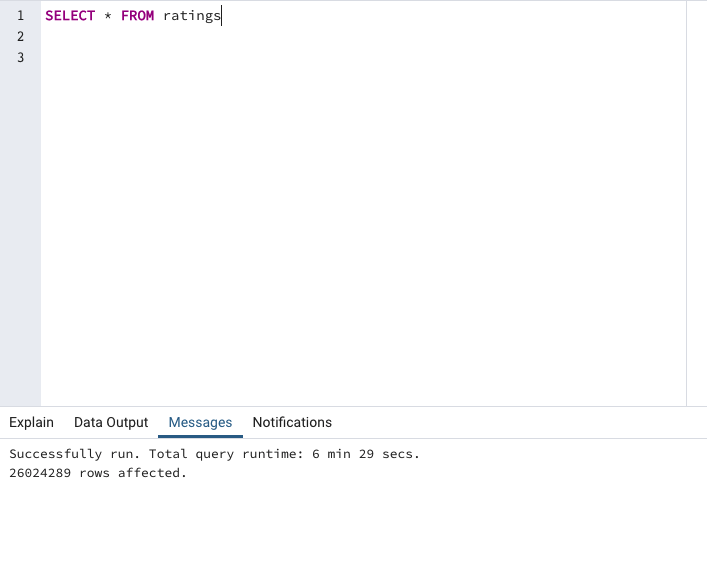 1 SELECT * FROM ratings
2
3
Explain Data Output Messages Notifications
Successfully run. Total query runtime: 6 min 29 secs.
26024289 rows affected.